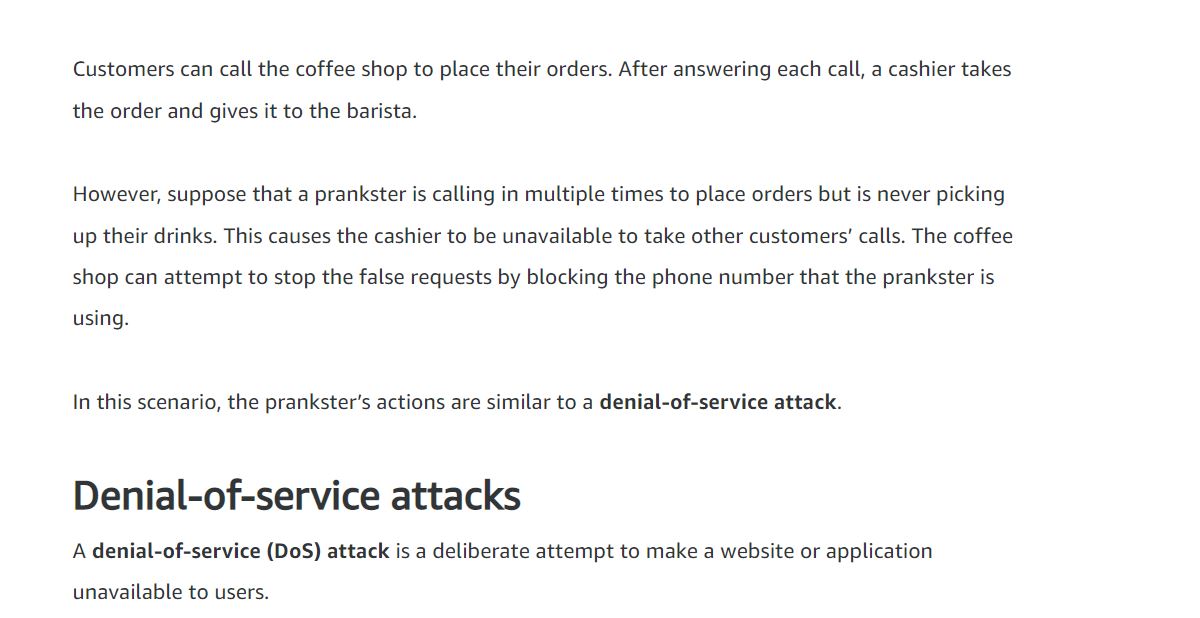 Customers can call the coffee shop to place their orders. After answering each call, a cashier takes
the order and gives it to the barista.
However, suppose that a prankster is calling in multiple times to place orders but is never picking
up their drinks. This causes the cashier to be unavailable to take other customers’ calls. The coffee
shop can attempt to stop the false requests by blocking the phone number that the prankster is
using.
In this scenario, the prankster’s actions are similar to a denial-of-service attack.
Denial-of-service attacks
A denial-of-service (DoS) attack is a deliberate attempt to make a website or application
unavailable to users.